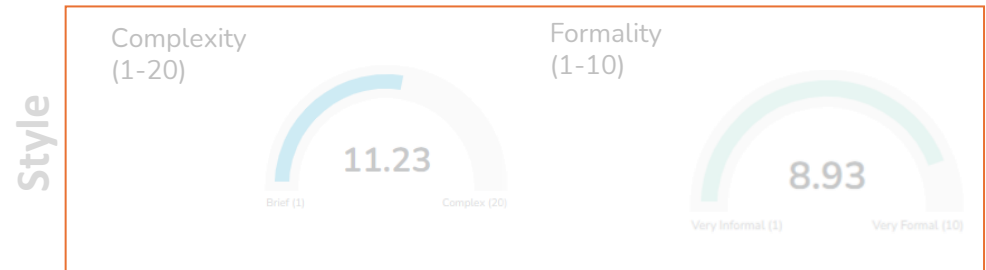 Style
Complexity
(1-20)
11.23
Brief (1)
Complex (20)
Formality
(1-10)
8.93
Very Informal (1)
Very Formal (10)